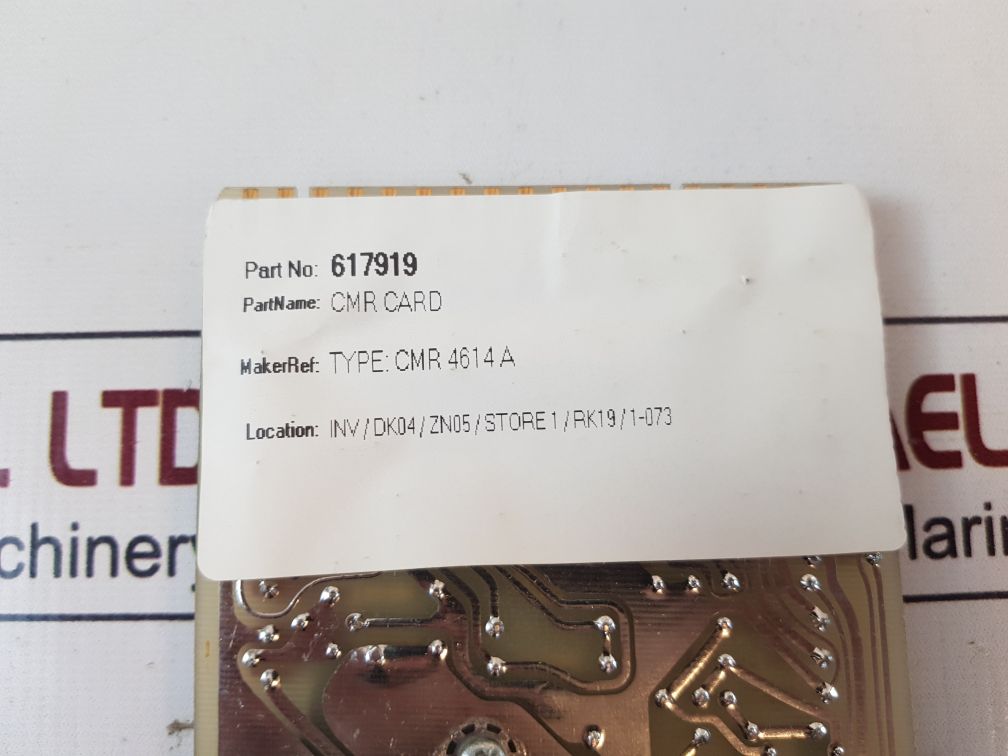 Part No: 617919
PartName: CMR CARD
MakerRef: TYPE: CMR 4614 A
Location: INV / DK04 / ZN05 / STORE 1 / RK19 / 1-073
LTD
AEL
chinery
arin